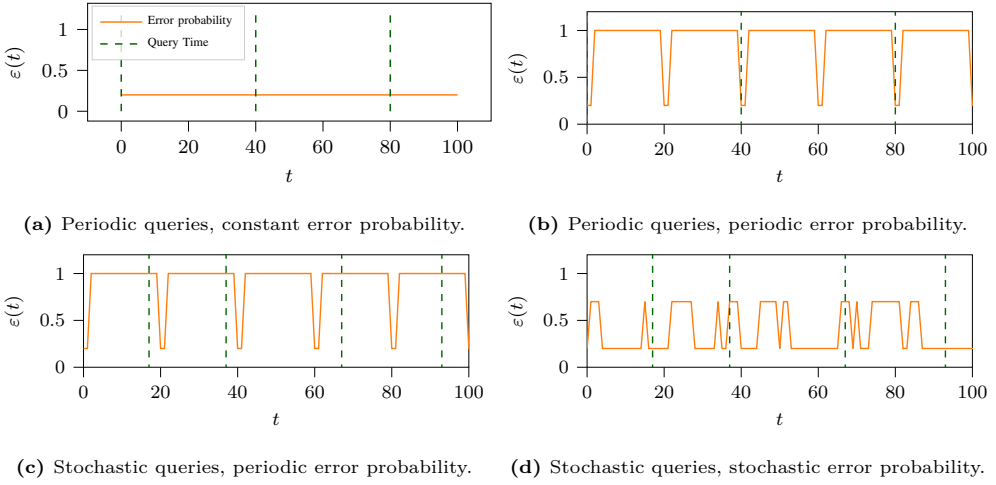 Error probability
Query Time
1
0.5
0
ε(t)
0 20 40 60 80 100
t
(a) Periodic queries, constant error probability.
1
0.5
0
ε(t)
0 20 40 60 80 100
t
(b) Periodic queries, periodic error probability.
1
0.5
0
ε(t)
0 20 40 60 80 100
t
(c) Stochastic queries, periodic error probability.
1
0.5
0
ε(t)
0 20 40 60 80 100
t
(d) Stochastic queries, stochastic error probability.